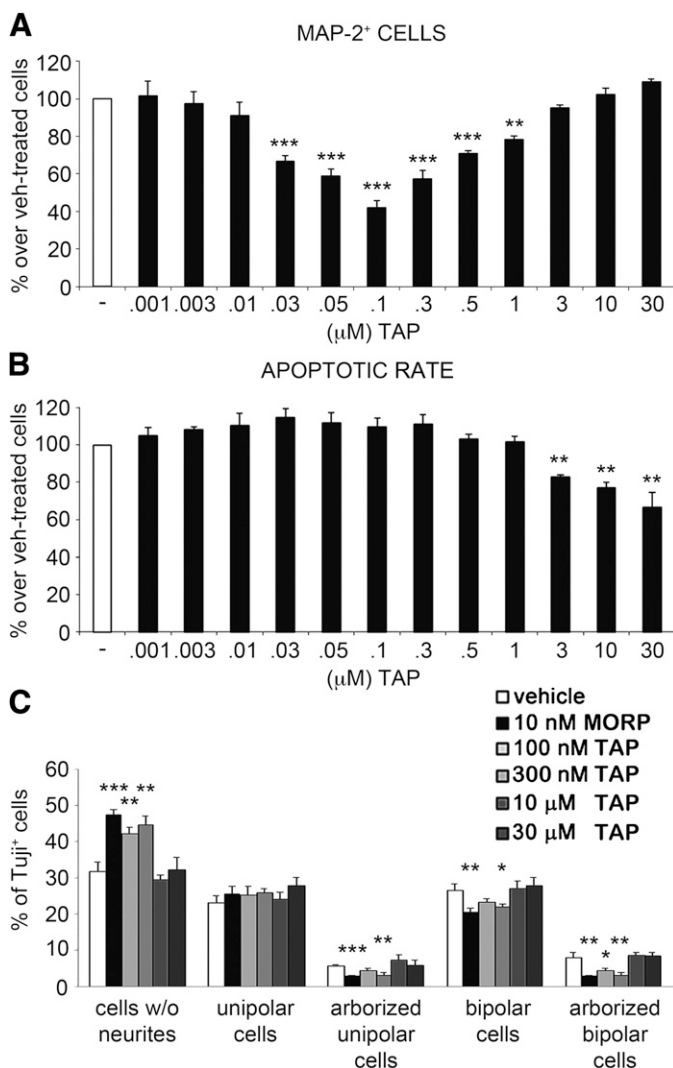 A
MAP-2⁺ CELLS
% over veh-treated cells
120
100
80
60
40
20
0
*** *** *** *** *** **
- .001 .003 .01 .03 .05 .1 .3 .5 1 3 10 30
(μM) TAP
B
APOPTOTIC RATE
% over veh-treated cells
120
100
80
60
40
20
0
** ** **
- .001 .003 .01 .03 .05 .1 .3 .5 1 3 10 30
(μM) TAP
C
vehicle
10 nM MORP
100 nM TAP
300 nM TAP
10 μM TAP
30 μM TAP
% of Tuji⁺ cells
60
50
40
30
20
10
0
*** ** **
*** **
** *
** * **
cells w/o
neurites
unipolar
cells
arborized
unipolar
cells
bipolar
cells
arborized
bipolar
cells